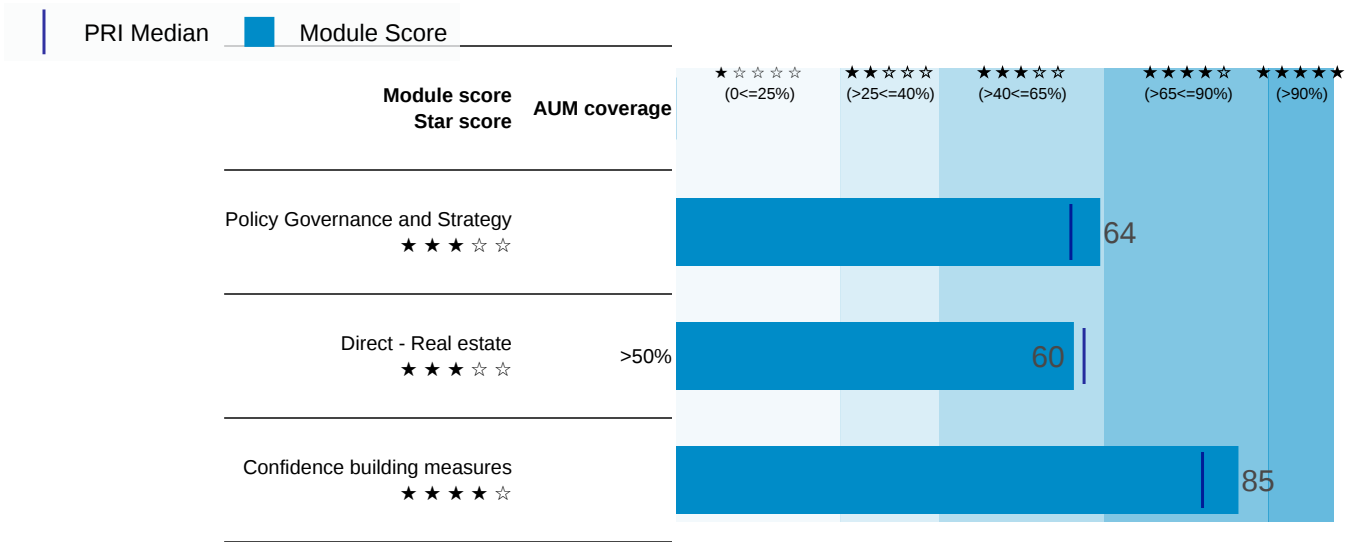 PRI Median
Module Score
Module score
Star score
AUM coverage
★ ☆ ☆ ☆ ☆
(0<=25%)
★ ★ ☆ ☆ ☆
(>25<=40%)
★ ★ ★ ☆ ☆
(>40<=65%)
★ ★ ★ ★ ☆
(>65<=90%)
★ ★ ★ ★ ★
(>90%)
Policy Governance and Strategy
★ ★ ★ ☆ ☆
64
Direct - Real estate
★ ★ ★ ☆ ☆
>50%
60
Confidence building measures
★ ★ ★ ★ ☆
85